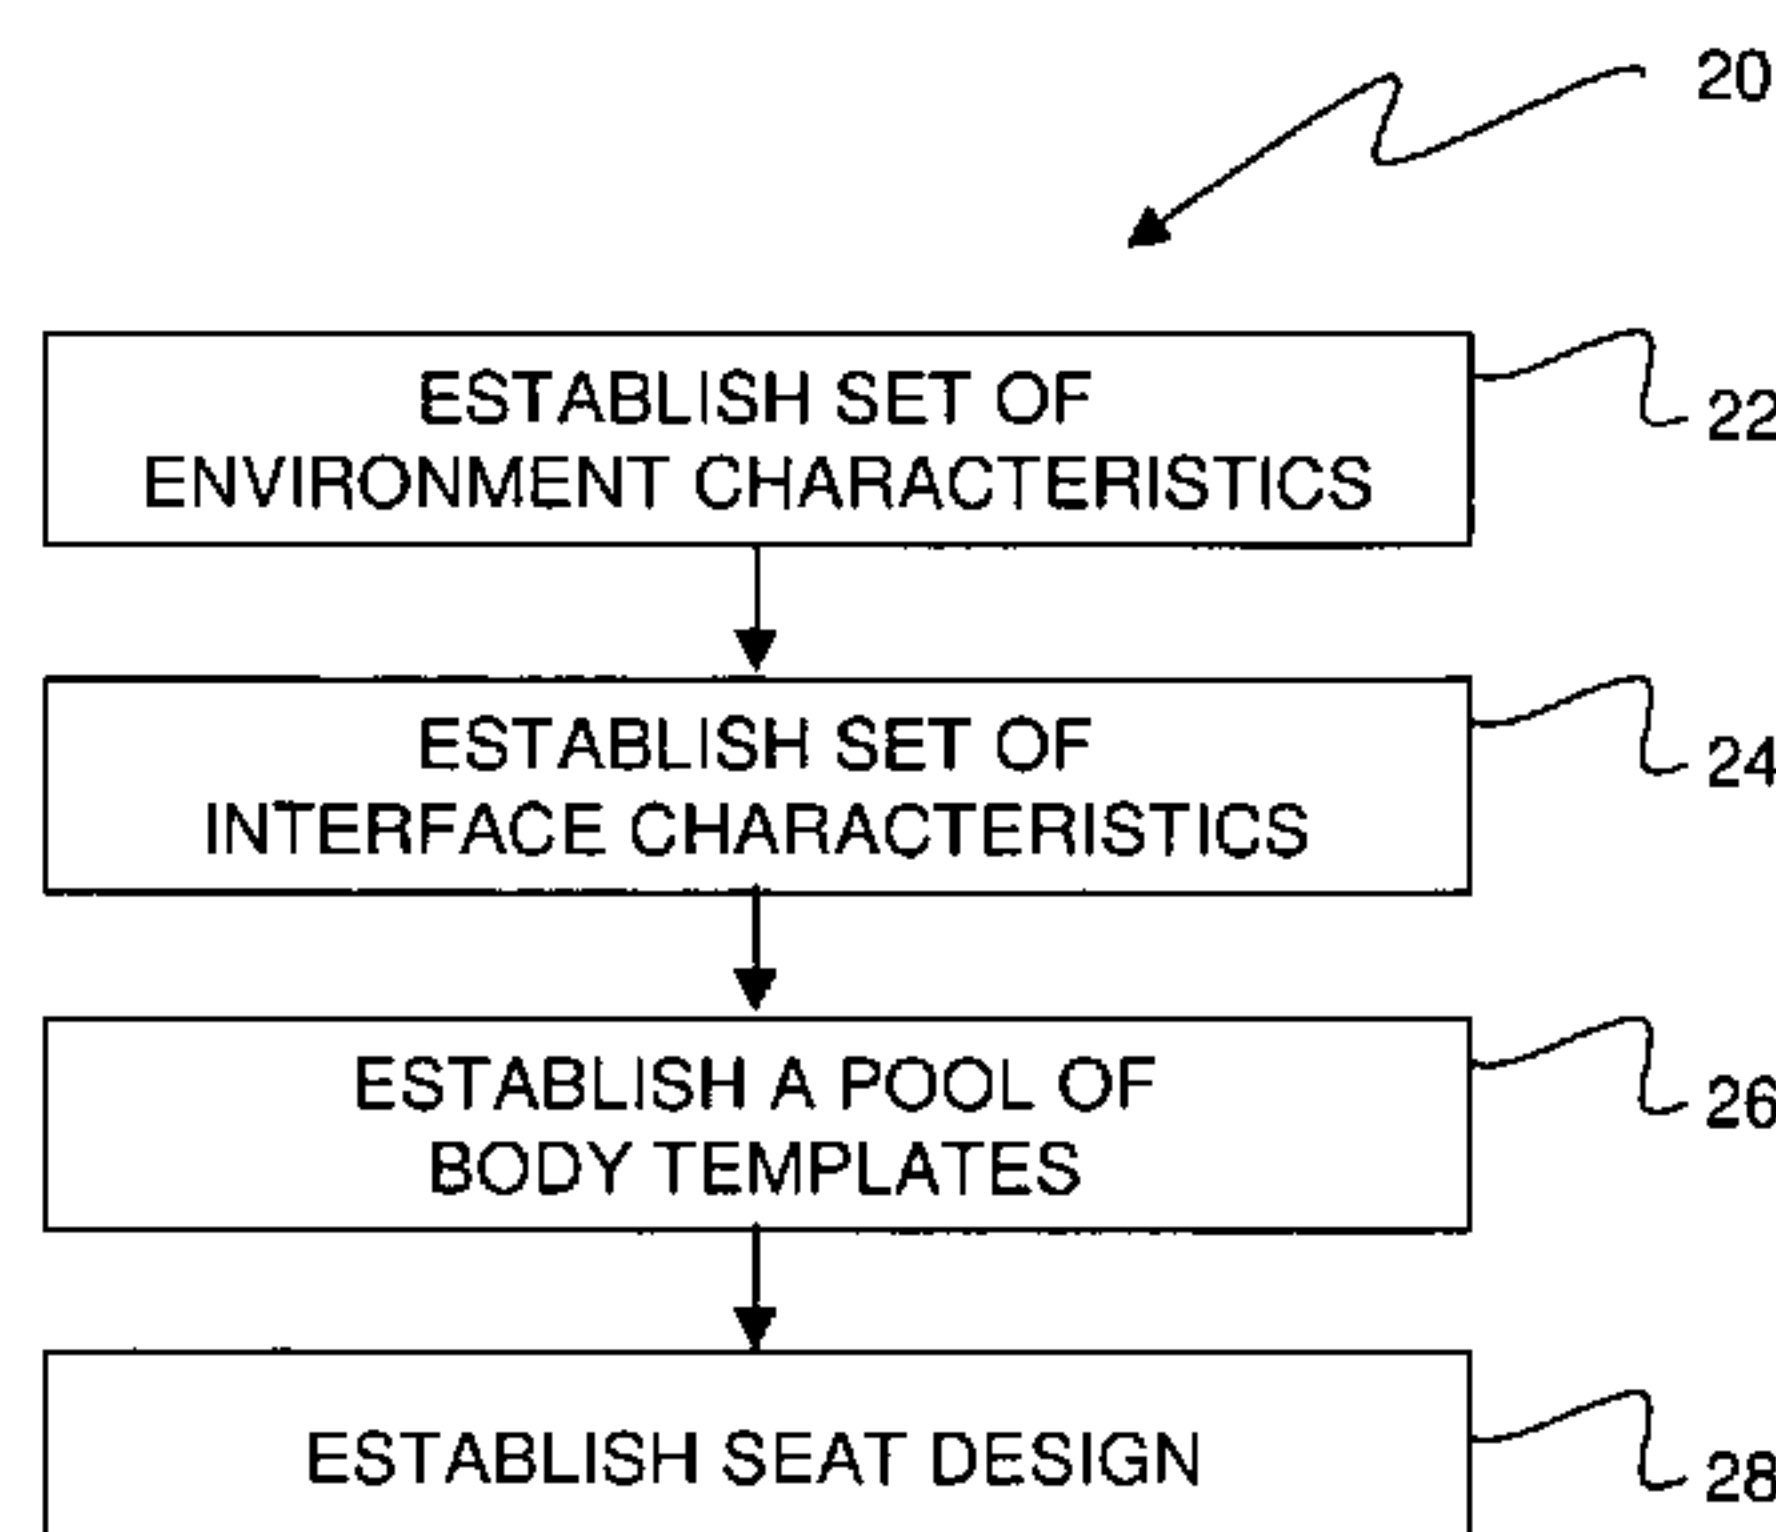 20
ESTABLISH SET OF
ENVIRONMENT CHARACTERISTICS
22
ESTABLISH SET OF
INTERFACE CHARACTERISTICS
24
ESTABLISH A POOL OF
BODY TEMPLATES
26
ESTABLISH SEAT DESIGN
28